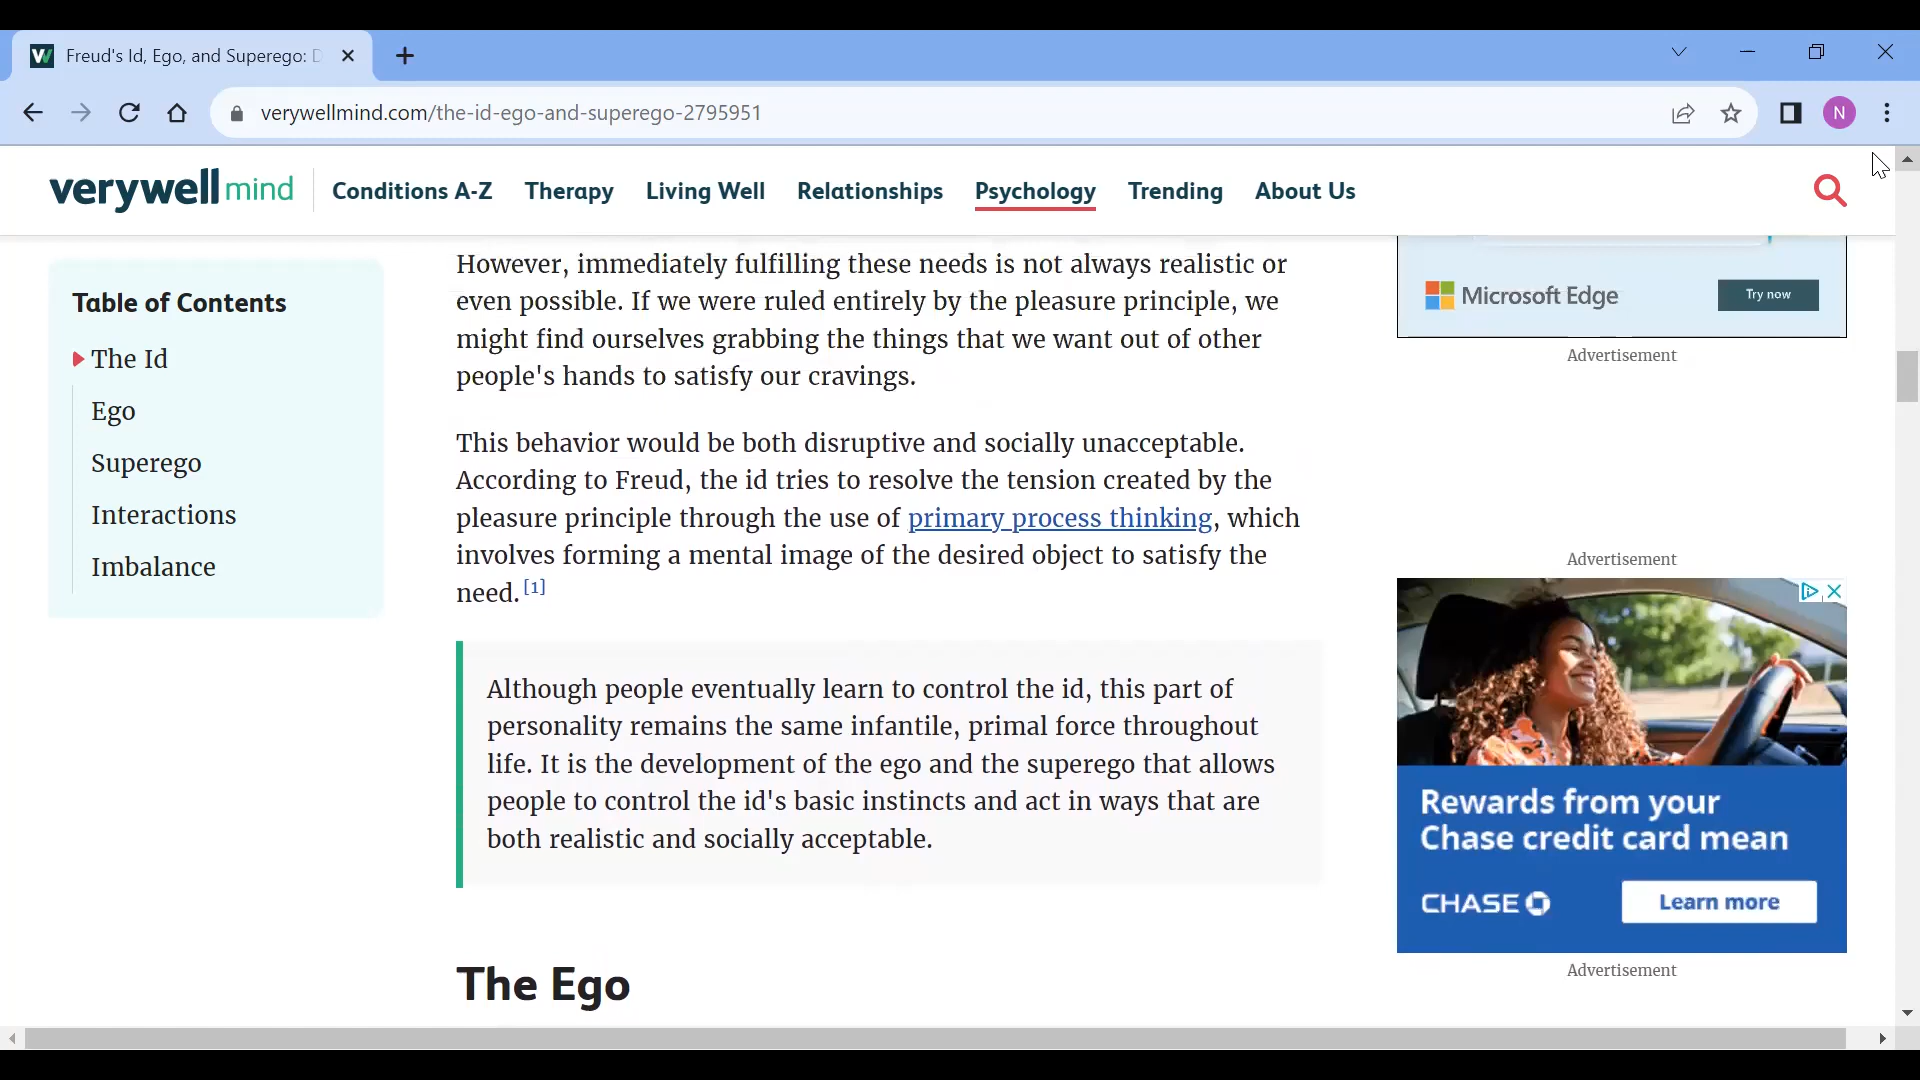 Freud's Id, Ego, and Superego:
verywellmind.com/the-id-ego-and-superego-2795951
N
verywell mind
Conditions A-Z
Therapy
Living Well
Relationships
Psychology
Trending
About Us
Table of Contents
The Id
Ego
Superego
Interactions
Imbalance
However, immediately fulfilling these needs is not always realistic or
even possible. If we were ruled entirely by the pleasure principle, we
might find ourselves grabbing the things that we want out of other
people's hands to satisfy our cravings.
This behavior would be both disruptive and socially unacceptable.
According to Freud, the id tries to resolve the tension created by the
pleasure principle through the use of primary process thinking, which
involves forming a mental image of the desired object to satisfy the
need. [1]
Although people eventually learn to control the id, this part of
personality remains the same infantile, primal force throughout
life. It is the development of the ego and the superego that allows
people to control the id's basic instincts and act in ways that are
both realistic and socially acceptable.
The Ego
Microsoft Edge
Try now
Advertisement
Advertisement
Rewards from your
Chase credit card mean
CHASE
Learn more
Advertisement